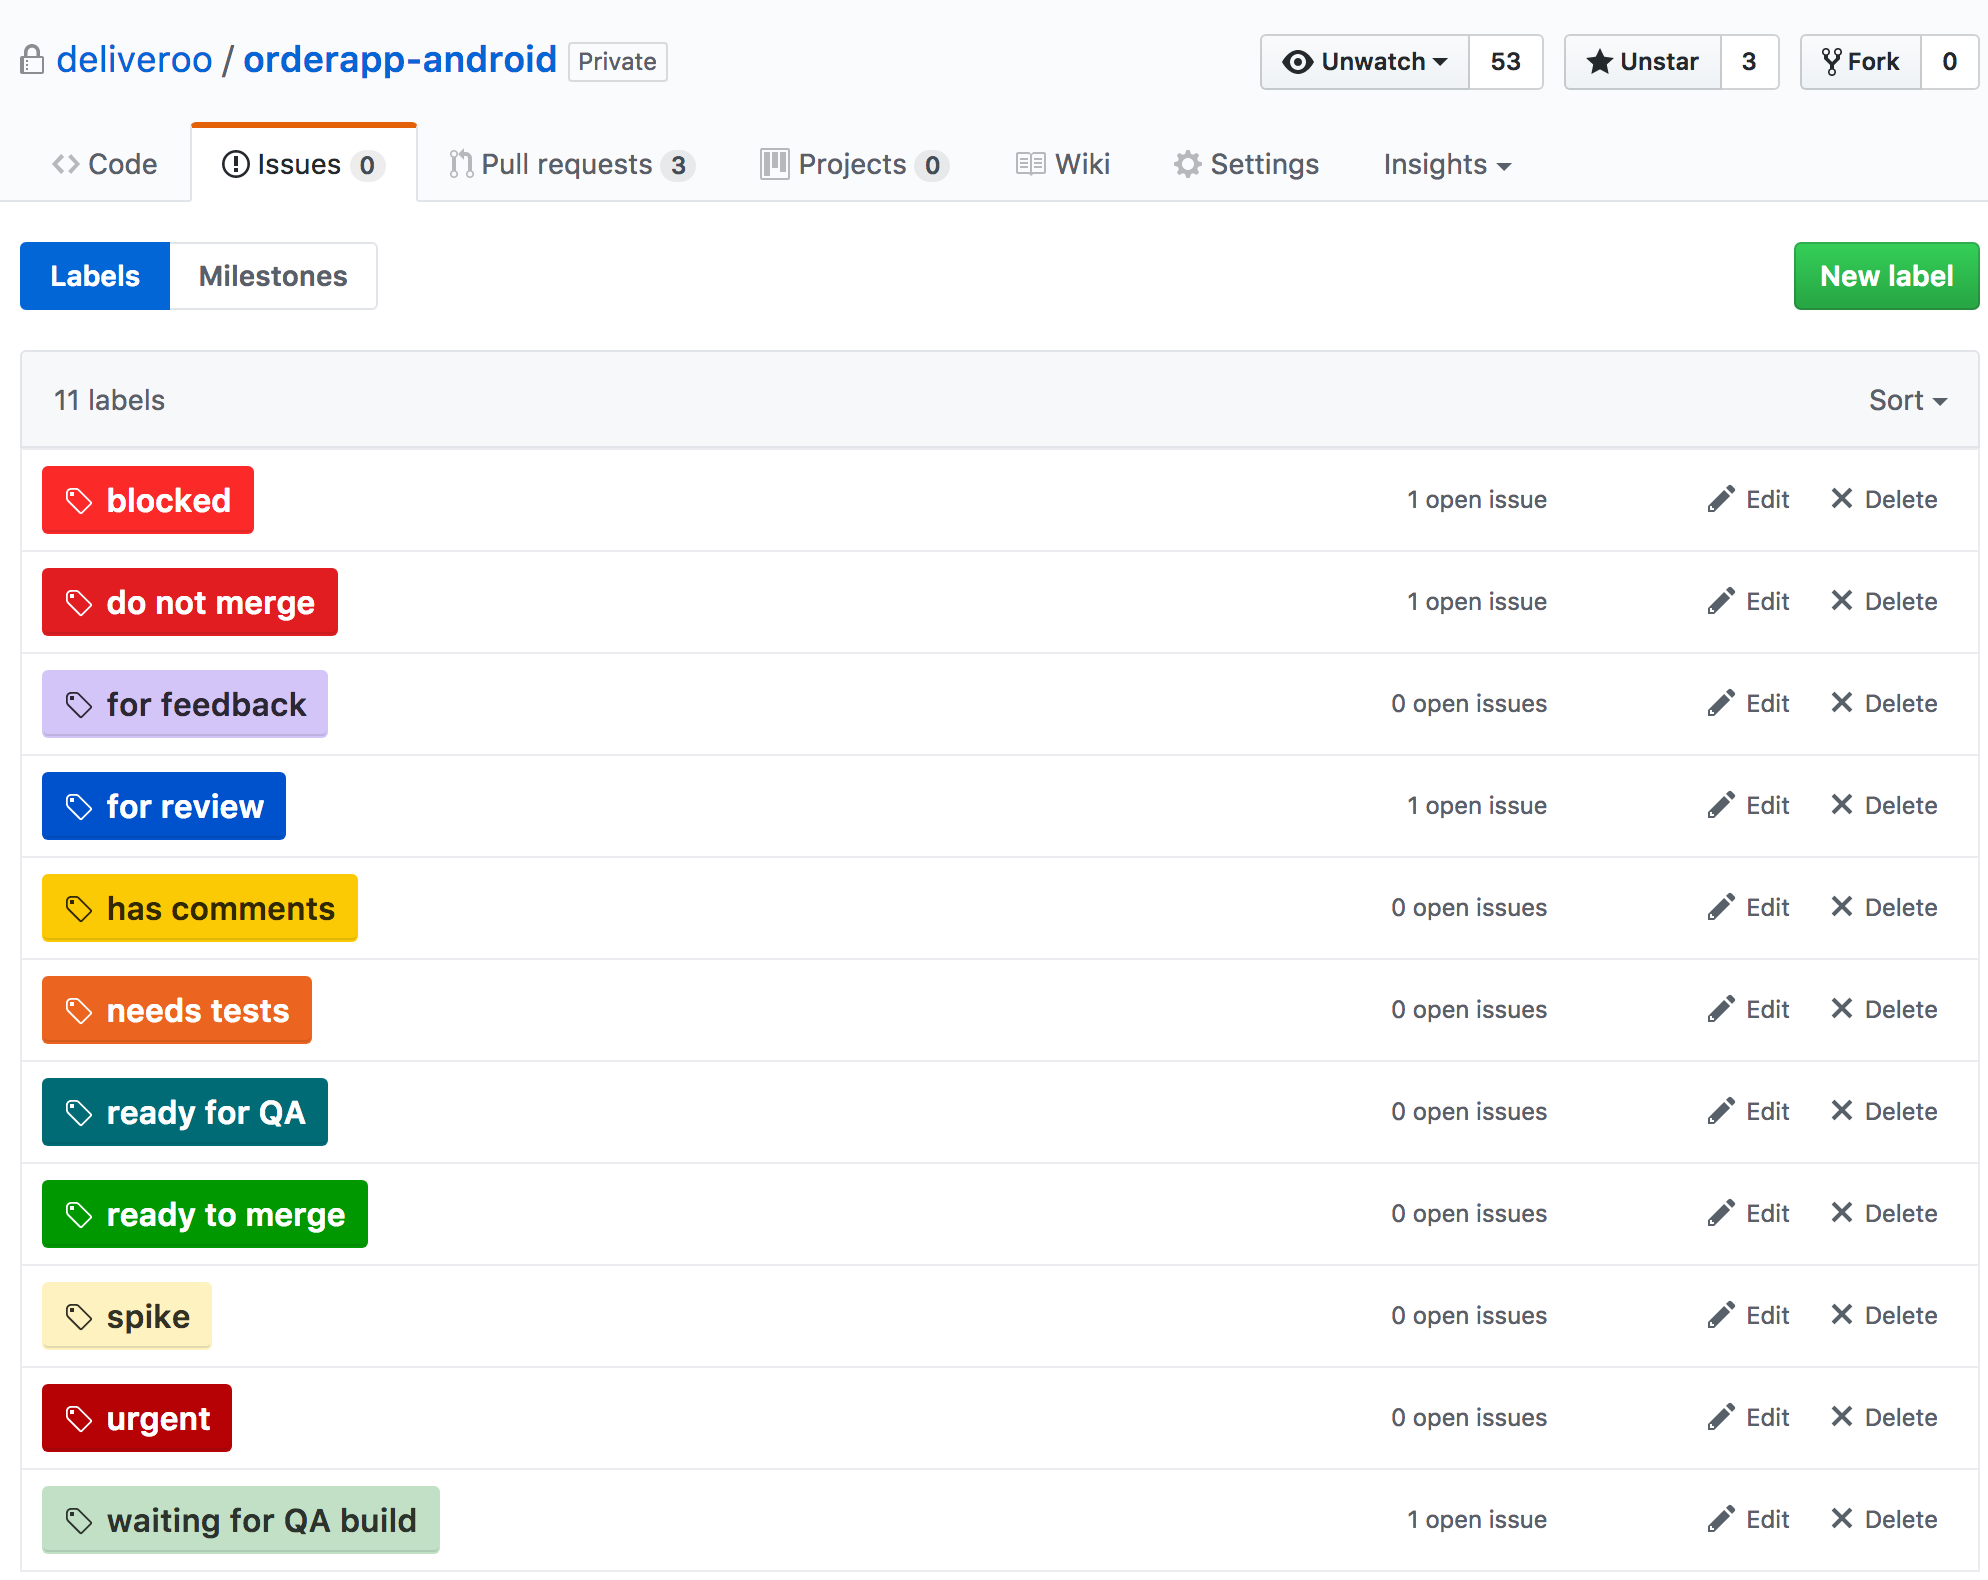 deliveroo / orderapp-android Private Unwatch 53 Unstar 3 Fork 0
Code Issues 0 Pull requests 3 Projects 0 Wiki Settings Insights
Labels Milestones New label
11 labels Sort
blocked 1 open issue Edit Delete
do not merge 1 open issue Edit Delete
for feedback 0 open issues Edit Delete
for review 1 open issue Edit Delete
has comments 0 open issues Edit Delete
needs tests 0 open issues Edit Delete
ready for QA 0 open issues Edit Delete
ready to merge 0 open issues Edit Delete
spike 0 open issues Edit Delete
urgent 0 open issues Edit Delete
waiting for QA build 1 open issue Edit Delete